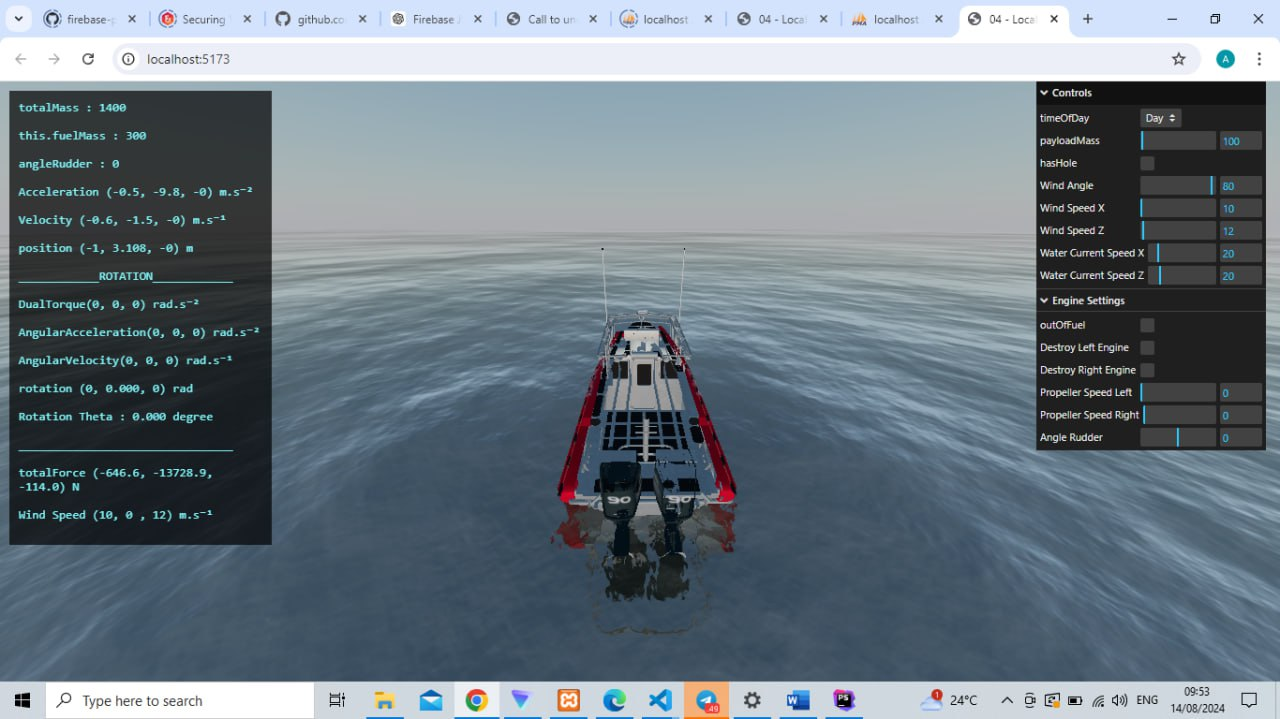 firebase-p
Securing
github.co
Firebase
Call to un
localhost
04 - Loca
localhost
04 - Loca
A
localhost:5173
totalMass : 1400
this.fuelMass : 300
angleRudder : 0
Acceleration (-0.5, -9.8, -0) m.s⁻²
Velocity (-0.6, -1.5, -0) m.s⁻¹
position (-1, 3.108, -0) m
____________ROTATION____________
DualTorque(0, 0, 0) rad.s⁻²
AngularAcceleration(0, 0, 0) rad.s⁻²
AngularVelocity(0, 0, 0) rad.s⁻¹
rotation (0, 0.000, 0) rad
Rotation Theta : 0.000 degree
totalForce (-646.6, -13728.9,
-114.0) N
Wind Speed (10, 0 , 12) m.s⁻¹
Controls
timeOfDay Day
payloadMass 100
hasHole
Wind Angle 80
Wind Speed X 10
Wind Speed Z 12
Water Current Speed X 20
Water Current Speed Z 20
Engine Settings
outOfFuel
Destroy Left Engine
Destroy Right Engine
Propeller Speed Left 0
Propeller Speed Right 0
Angle Rudder 0
90 90
Type here to search
PS
49
1
24°C
ENG
09:53
14/08/2024